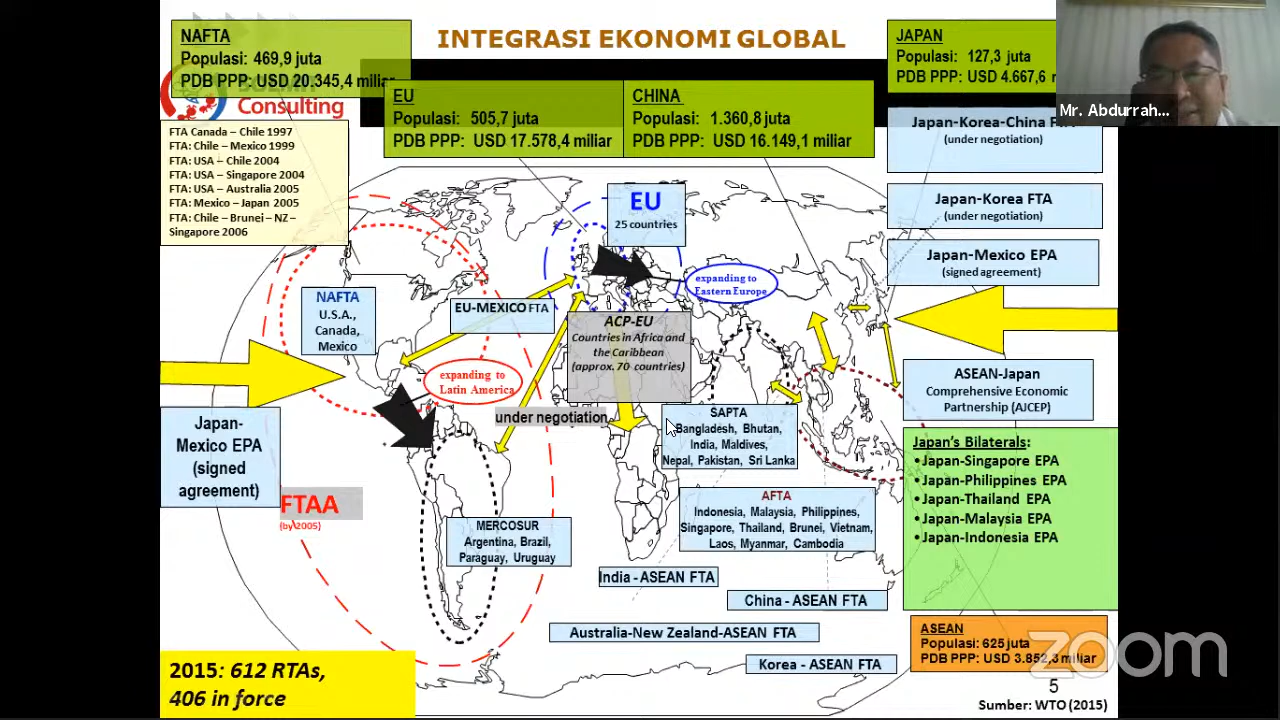 INTEGRASI EKONOMI GLOBAL
NAFTA
Populasi: 469,9 juta
PDB PPP: USD 20.345,4 miliar
Consulting
EU
Populasi: 505,7 juta
PDB PPP: USD 17.578,4 miliar
CHINA
Populasi: 1.360,8 juta
PDB PPP: USD 16.149,1 miliar
JAPAN
Populasi: 127,3 juta
PDB PPP: USD 4.667,6
Mr. Abdurrah...
FTA Canada – Chile 1997
FTA: Chile – Mexico 1999
FTA: USA – Chile 2004
FTA: USA – Singapore 2004
FTA: USA – Australia 2005
FTA: Mexico – Japan 2005
FTA: Chile – Brunei – NZ –
Singapore 2006
EU
25 countries
Japan-Korea-China
(under negotiation)
Japan-Korea FTA
(under negotiation)
Japan-Mexico EPA
(signed agreement)
NAFTA
U.S.A.,
Canada,
Mexico
EU-MEXICO FTA
expanding to
Eastern Europe
ACP-EU
Countries in Africa and
the Caribbean
(approx. 70 countries)
expanding to
Latin America
under negotiation
ASEAN-Japan
Comprehensive Economic
Partnership (AJCEP)
Japan-
Mexico EPA
(signed
agreement)
SAPTA
Bangladesh, Bhutan,
India, Maldives,
Nepal, Pakistan, Sri Lanka
Japan's Bilaterals:
•Japan-Singapore EPA
•Japan-Philippines EPA
•Japan-Thailand EPA
•Japan-Malaysia EPA
•Japan-Indonesia EPA
FTAA
(by 2005)
AFTA
Indonesia, Malaysia, Philippines,
Singapore, Thailand, Brunei, Vietnam,
Laos, Myanmar, Cambodia
MERCOSUR
Argentina, Brazil,
Paraguay, Uruguay
India - ASEAN FTA
China - ASEAN FTA
Australia-New Zealand-ASEAN FTA
Korea - ASEAN FTA
ASEAN
Populasi: 625 juta
PDB PPP: USD 3.852,3 miliar
zoom
2015: 612 RTAs,
406 in force
5
Sumber: WTO (2015)